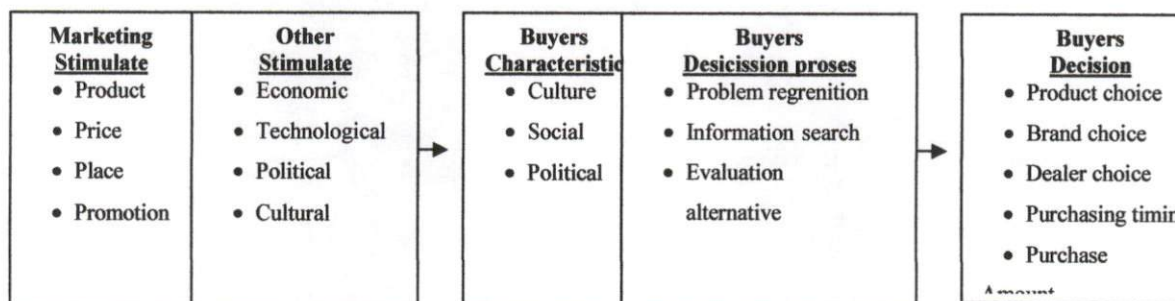 Marketing
Stimulate
• Product
• Price
• Place
• Promotion
Other
Stimulate
• Economic
• Technological
• Political
• Cultural
Buyers
Characteristic
• Culture
• Social
• Political
Buyers
Desicission proses
• Problem regrenition
• Information search
• Evaluation
alternative
Buyers
Decision
• Product choice
• Brand choice
• Dealer choice
• Purchasing timin
• Purchase
Amount